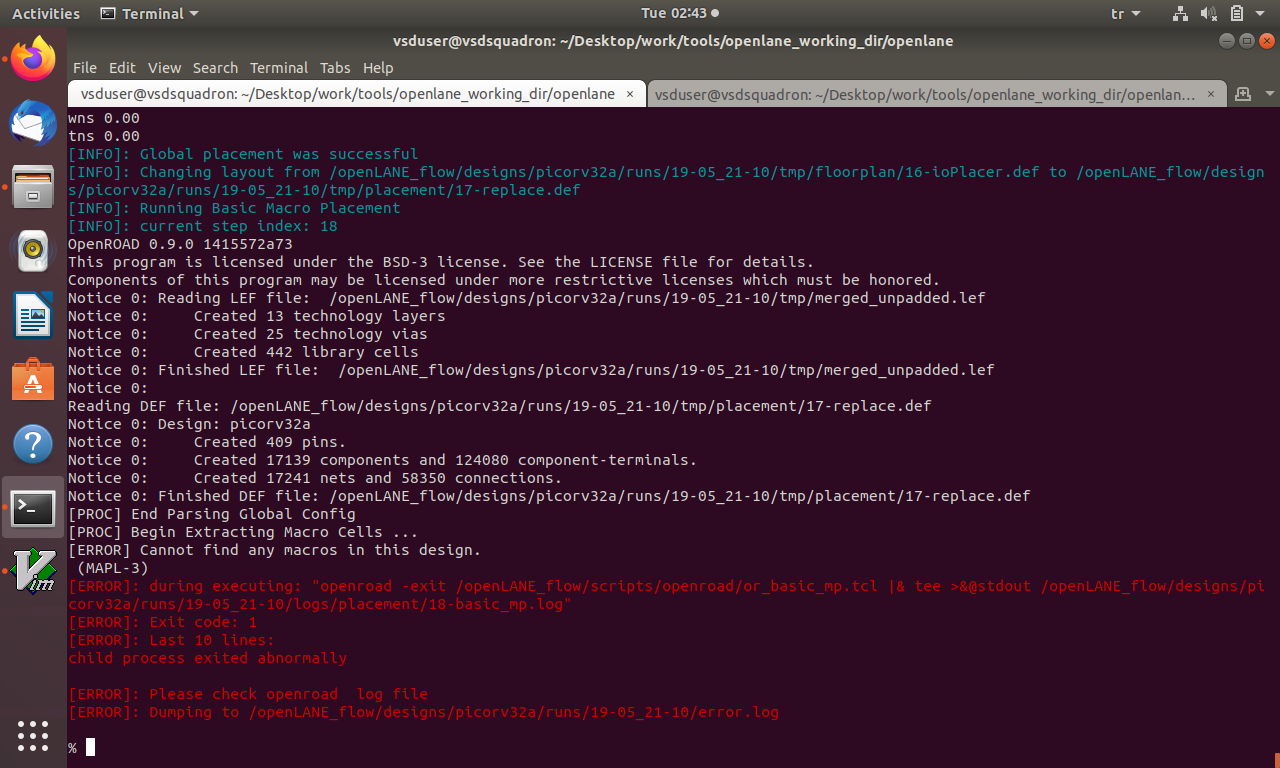 Activities Terminal Tue 02:43 tr
vsduser@vsdsquadron: ~/Desktop/work/tools/openlane_working_dir/openlane
File Edit View Search Terminal Tabs Help
vsduser@vsdsquadron: ~/Desktop/work/tools/openlane_working_dir/openlane × vsduser@vsdsquadron: ~/Desktop/work/tools/openlane_working_dir/openlan... ×
wns 0.00
tns 0.00
[INFO]: Global placement was successful
[INFO]: Changing layout from /openLANE_flow/designs/picorv32a/runs/19-05_21-10/tmp/floorplan/16-ioPlacer.def to /openLANE_flow/design
s/picorv32a/runs/19-05_21-10/tmp/placement/17-replace.def
[INFO]: Running Basic Macro Placement
[INFO]: current step index: 18
OpenROAD 0.9.0 1415572a73
This program is licensed under the BSD-3 license. See the LICENSE file for details.
Components of this program may be licensed under more restrictive licenses which must be honored.
Notice 0: Reading LEF file:  /openLANE_flow/designs/picorv32a/runs/19-05_21-10/tmp/merged_unpadded.lef
Notice 0:     Created 13 technology layers
Notice 0:     Created 25 technology vias
Notice 0:     Created 442 library cells
Notice 0: Finished LEF file:  /openLANE_flow/designs/picorv32a/runs/19-05_21-10/tmp/merged_unpadded.lef
Notice 0:
Reading DEF file: /openLANE_flow/designs/picorv32a/runs/19-05_21-10/tmp/placement/17-replace.def
Notice 0: Design: picorv32a
Notice 0:     Created 409 pins.
Notice 0:     Created 17139 components and 124080 component-terminals.
Notice 0:     Created 17241 nets and 58350 connections.
Notice 0: Finished DEF file: /openLANE_flow/designs/picorv32a/runs/19-05_21-10/tmp/placement/17-replace.def
[PROC] End Parsing Global Config
[PROC] Begin Extracting Macro Cells ...
[ERROR] Cannot find any macros in this design.
 (MAPL-3)
[ERROR]: during executing: "openroad -exit /openLANE_flow/scripts/openroad/or_basic_mp.tcl |& tee >&@stdout /openLANE_flow/designs/pi
corv32a/runs/19-05_21-10/logs/placement/18-basic_mp.log"
[ERROR]: Exit code: 1
[ERROR]: Last 10 lines:
child process exited abnormally
[ERROR]: Please check openroad  log file
[ERROR]: Dumping to /openLANE_flow/designs/picorv32a/runs/19-05_21-10/error.log
%